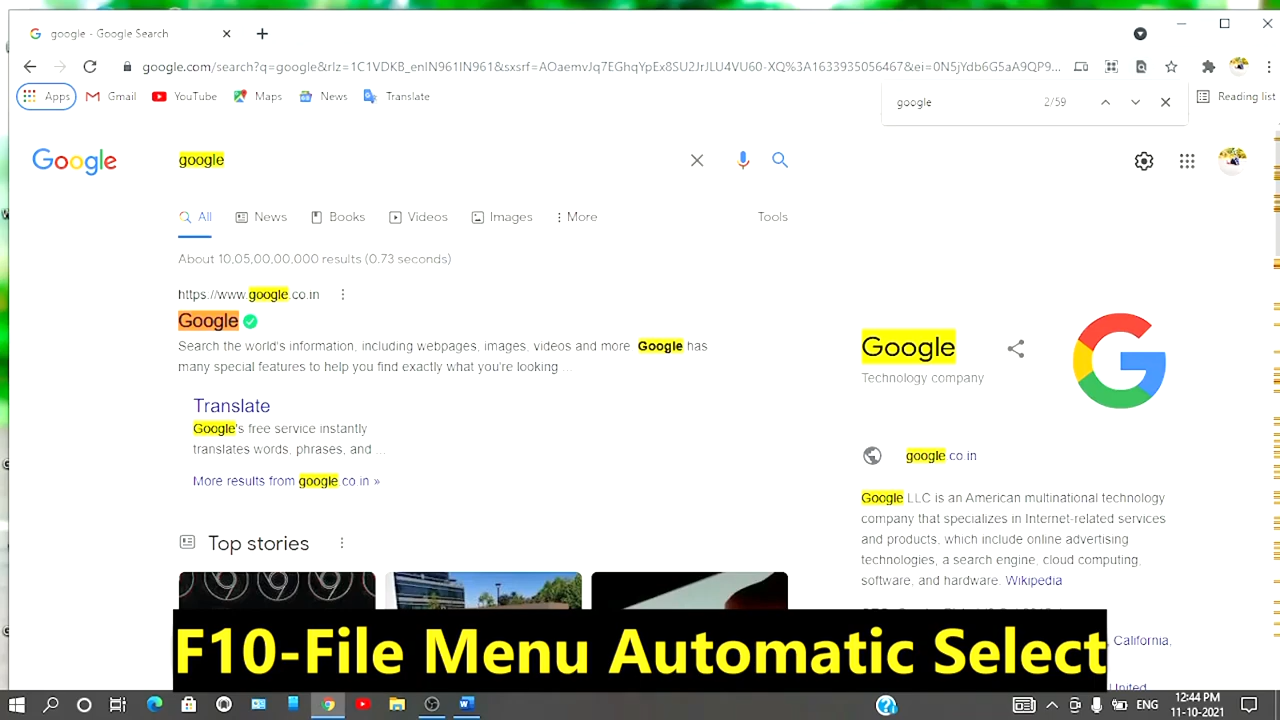 google - Google Search
google.com/search?q=google&rlz=1C1VDKB_enIN961IN961&sxsrf=AOaemvJq7EGhqYpEx8SU2JrJLU4VU60-XQ%3A1633935056467&ei=0N5jYdb6G5aA9QP9...
Apps Gmail YouTube Maps News Translate
google 2/59
Reading list
Google google
All News Books Videos Images More Tools
About 10,05,00,00,000 results (0.73 seconds)
https://www.google.co.in
Google
Search the world's information, including webpages, images, videos and more Google has
many special features to help you find exactly what you're looking ...
Translate
Google's free service instantly
translates words, phrases, and ...
More results from google.co.in »
Top stories
Google
Technology company
google.co.in
Google LLC is an American multinational technology
company that specializes in Internet-related services
and products, which include online advertising
technologies, a search engine, cloud computing,
software, and hardware. Wikipedia
California,
United
F10-File Menu Automatic Select
ENG
12:44 PM
11-10-2021